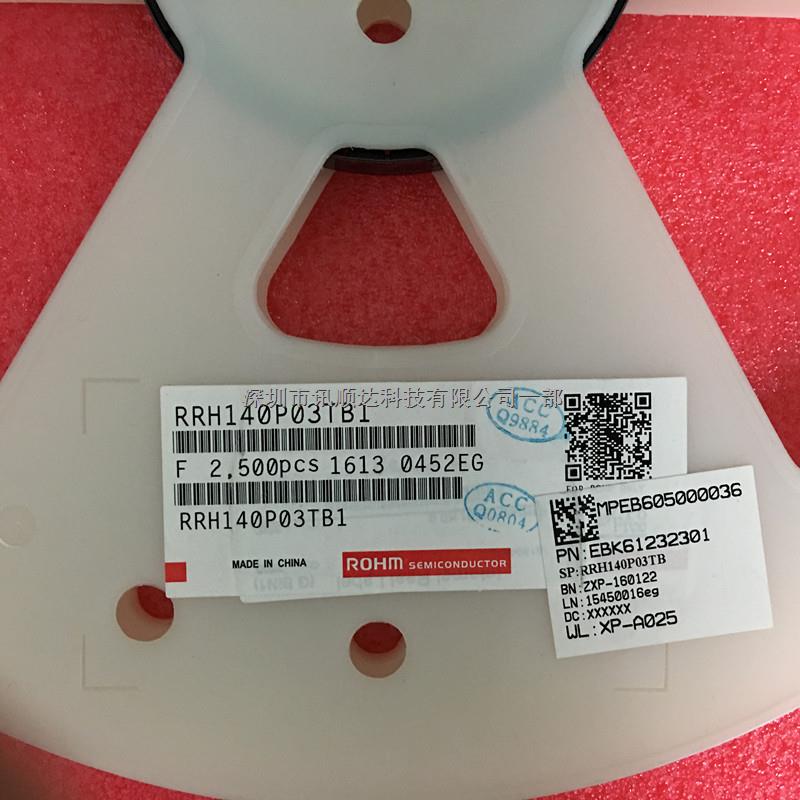 深圳市讯顺达科技有限公司一部
RRH140P03TB1
ACC
Q9884
F 2,500pcs 1613 0452EG
ACC
Q0804
RRH140P03TB1
MADE IN CHINA
ROHM SEMICONDUCTOR
MPEB605000036
PN:EBK61232301
SP:RRH140P03TB
BN:ZXP-160122
LN:15450016eg
DC:XXXXXX
WL:XP-A025